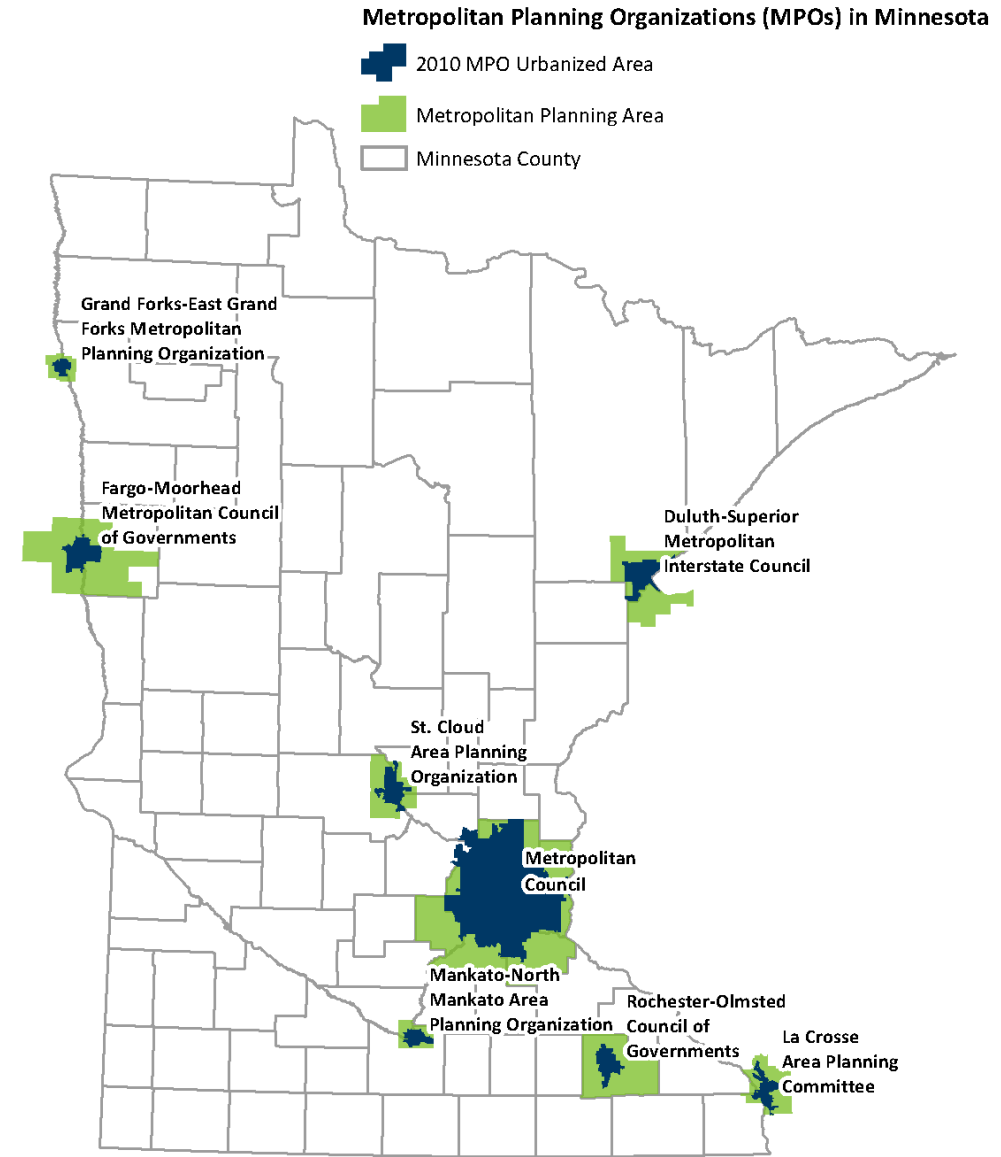 Metropolitan Planning Organizations (MPOs) in Minnesota
2010 MPO Urbanized Area
Metropolitan Planning Area
Minnesota County
Grand Forks-East Grand
Forks Metropolitan
Planning Organization
Fargo-Moorhead
Metropolitan Council
of Governments
Duluth-Superior
Metropolitan
Interstate Council
St. Cloud
Area Planning
Organization
Metropolitan
Council
Mankato-North
Mankato Area
Planning Organization
Rochester-Olmsted
Council of
Governments
La Crosse
Area Planning
Committee